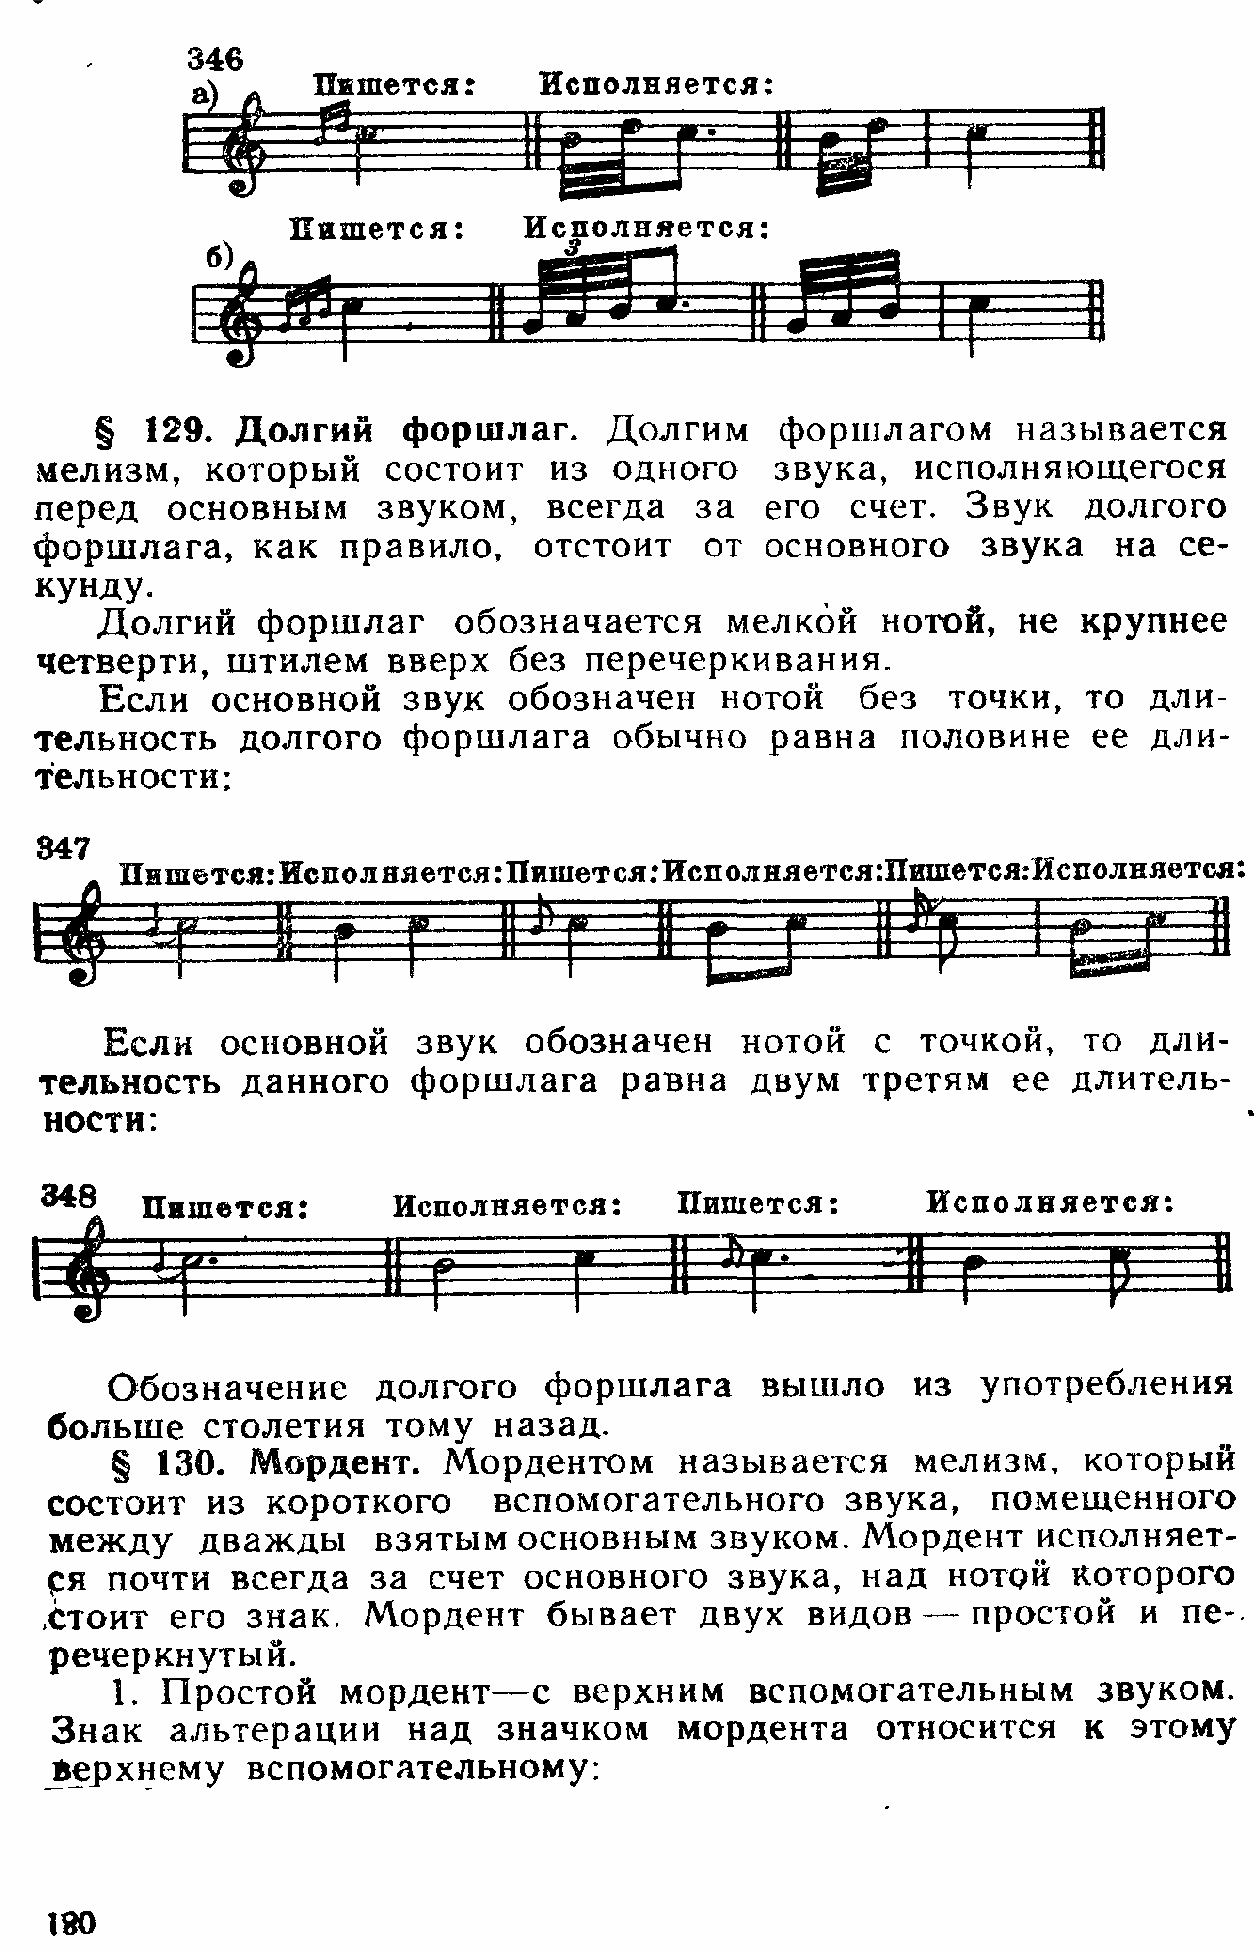 346
а) Пишется: Исполняется:
Пишется: Исполняется:
б) 3
§ 129. Долгий форшлаг. Долгим форшлагом называется
мелизм, который состоит из одного звука, исполняющегося
перед основным звуком, всегда за его счет. Звук долгого
форшлага, как правило, отстоит от основного звука на се-
кунду.
Долгий форшлаг обозначается мелкой нотой, не крупнее
четверти, штилем вверх без перечеркивания.
Если основной звук обозначен нотой без точки, то дли-
тельность долгого форшлага обычно равна половине ее дли-
тельности:
347
Пишется: Исполняется: Пишется: Исполняется: Пишется: Исполняется:
Если основной звук обозначен нотой с точкой, то дли-
тельность данного форшлага равна двум третям ее длитель-
ности:
348 Пишется: Исполняется: Пишется: Исполняется:
Обозначение долгого форшлага вышло из употребления
больше столетия тому назад.
§ 130. Мордент. Мордентом называется мелизм, который
состоит из короткого вспомогательного звука, помещенного
между дважды взятым основным звуком. Мордент исполняет-
ся почти всегда за счет основного звука, над нотой которого
стоит его знак. Мордент бывает двух видов — простой и пе-
речеркнутый.
1. Простой мордент—с верхним вспомогательным звуком.
Знак альтерации над значком мордента относится к этому
верхнему вспомогательному:
180